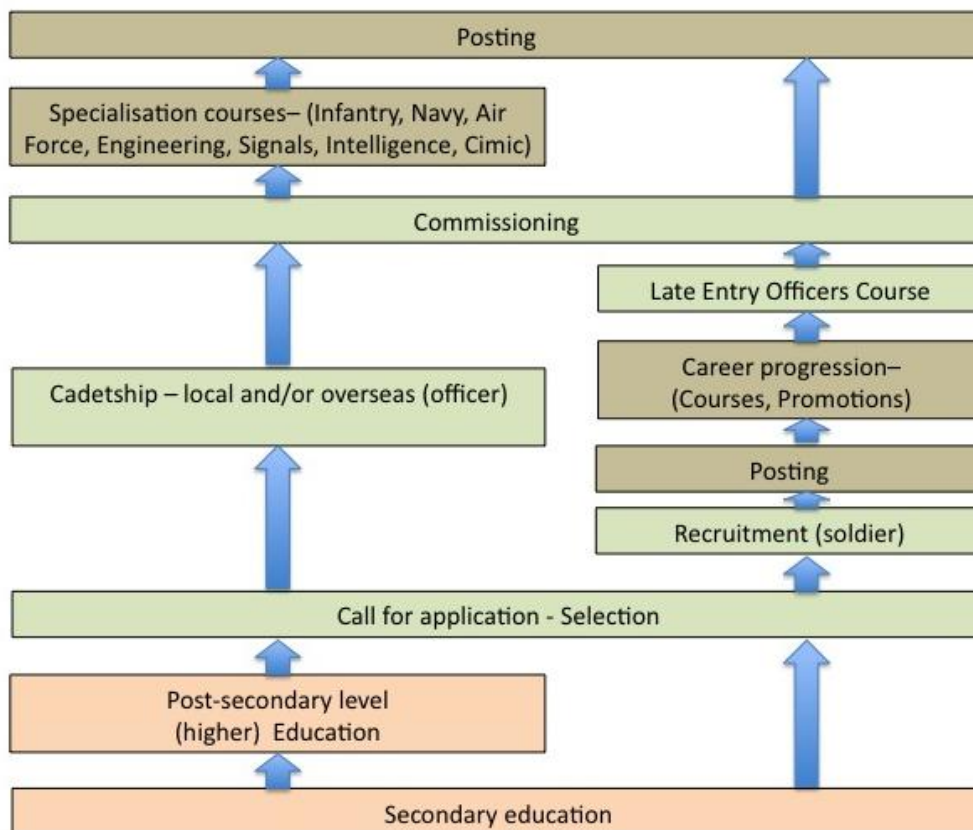 Posting
Specialisation courses– (Infantry, Navy, Air
Force, Engineering, Signals, Intelligence, Cimic)
Commissioning
Late Entry Officers Course
Career progression–
(Courses, Promotions)
Cadetship – local and/or overseas (officer)
Posting
Recruitment (soldier)
Call for application - Selection
Post-secondary level
(higher) Education
Secondary education